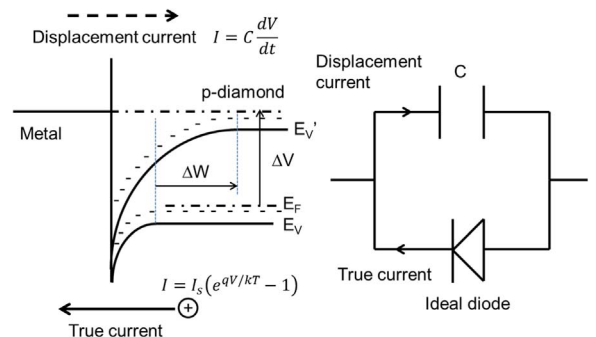 Displacement current
I = C dV/dt
p-diamond
Metal
E_V'
ΔV
ΔW
E_F
E_V
I = I_s(e^{qV/kT} − 1)
+
True current
Displacement
current
C
True current
Ideal diode